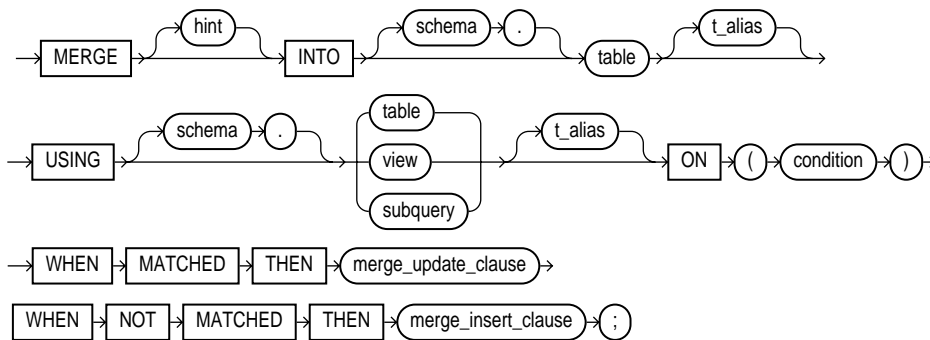 MERGE hint INTO schema . table t_alias
USING schema . table view subquery t_alias ON ( condition )
WHEN MATCHED THEN merge_update_clause
WHEN NOT MATCHED THEN merge_insert_clause ;